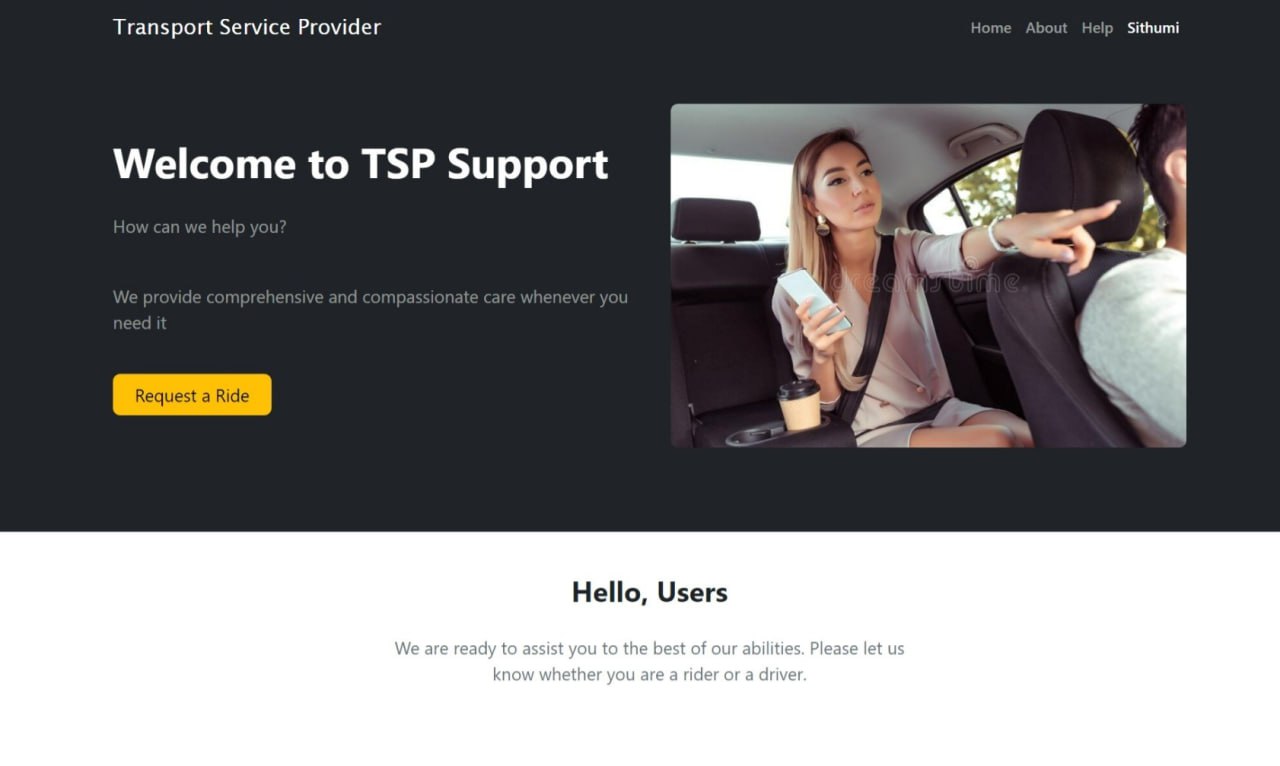 Transport Service Provider
Home About Help Sithumi
Welcome to TSP Support
How can we help you?
We provide comprehensive and compassionate care whenever you
need it
Request a Ride
dreamstime.
Hello, Users
We are ready to assist you to the best of our abilities. Please let us
know whether you are a rider or a driver.